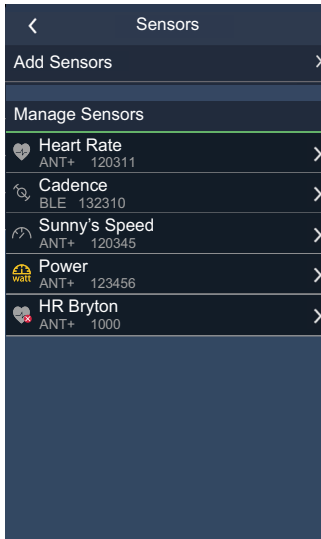 Sensors
Add Sensors
Manage Sensors
Heart Rate
ANT+ 120311
Cadence
BLE 132310
Sunny's Speed
ANT+ 120345
Power
watt
ANT+ 123456
HR Bryton
ANT+ 1000